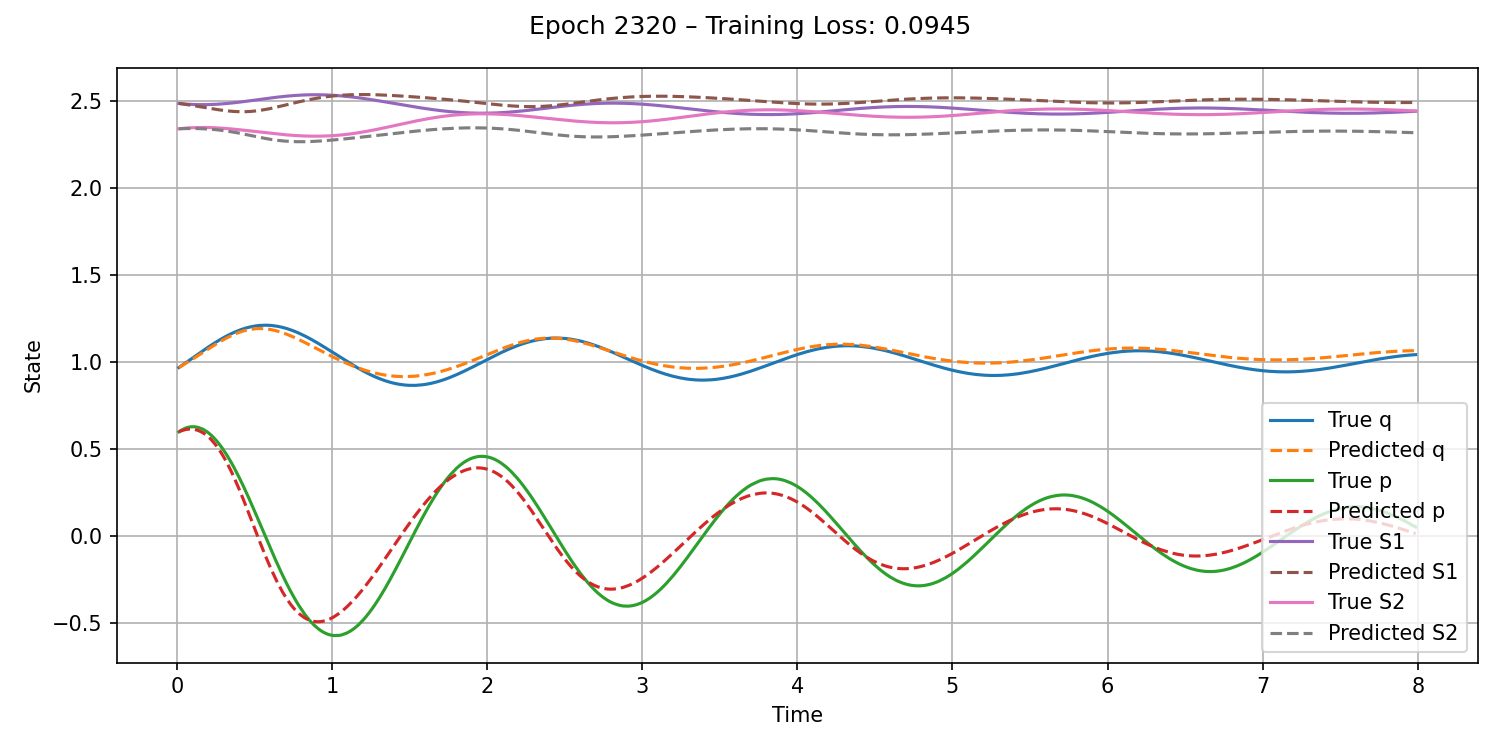 Epoch 2320 – Training Loss: 0.0945
2.5
2.0
1.5
1.0
0.5
0.0
−0.5
State
0 1 2 3 4 5 6 7 8
Time
True q
Predicted q
True p
Predicted p
True S1
Predicted S1
True S2
Predicted S2